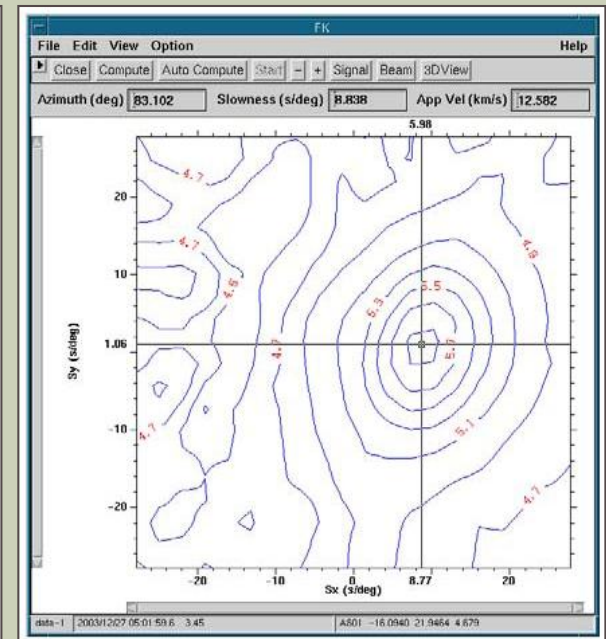 FK
File Edit View Option Help
Close Compute Auto Compute Start - + Signal Beam 3DView
Azimuth (deg) 83.102 Slowness (s/deg) 8.838 App Vel (km/s) 12.582
5.98
20
10
1.06
-10
-20
Sy (s/deg)
4.7
4.7
4.5
4.7
4.7
4.9
5.5
5.3
5.7
5.1
4.7
-20 -10 0 8.77 20
Sx (s/deg)
data-1 2003/12/27 05:01:59.6 3.45 AS01 -16.0940 21.9464 4.679